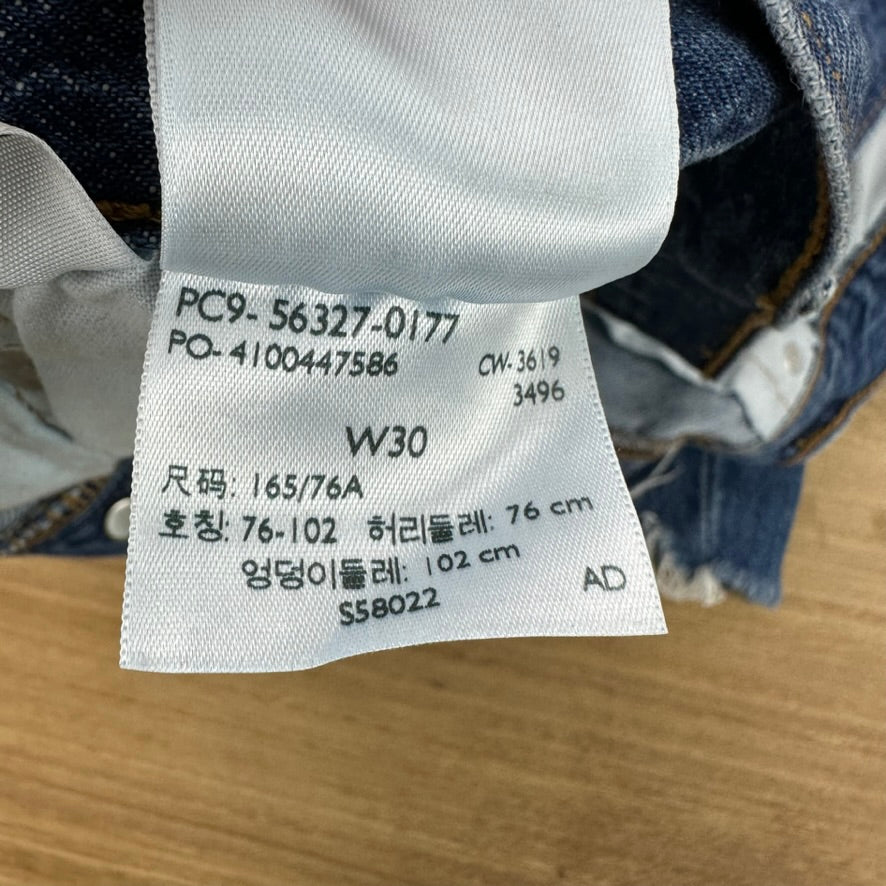 PC9-56327-0177
PO-4100447586 CW-3619
3496
W30
尺码: 165/76A
호칭: 76-102 허리둘레: 76 cm
엉덩이둘레: 102 cm
AD
S58022